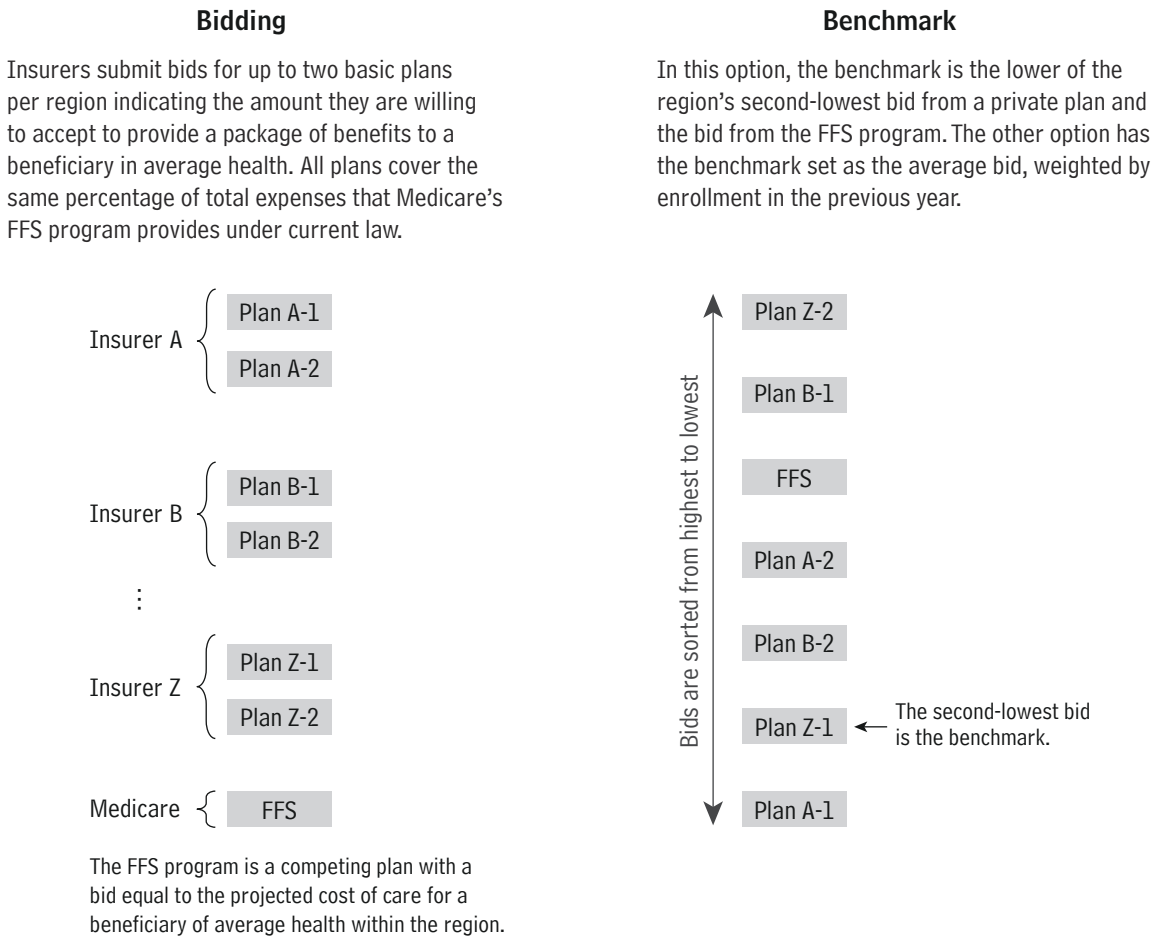 Bidding
Insurers submit bids for up to two basic plans
per region indicating the amount they are willing
to accept to provide a package of benefits to a
beneficiary in average health. All plans cover the
same percentage of total expenses that Medicare's
FFS program provides under current law.
Insurer A
Plan A-1
Plan A-2
Insurer B
Plan B-1
Plan B-2
⋮
Insurer Z
Plan Z-1
Plan Z-2
Medicare
FFS
The FFS program is a competing plan with a
bid equal to the projected cost of care for a
beneficiary of average health within the region.
Benchmark
In this option, the benchmark is the lower of the
region's second-lowest bid from a private plan and
the bid from the FFS program. The other option has
the benchmark set as the average bid, weighted by
enrollment in the previous year.
Bids are sorted from highest to lowest
Plan Z-2
Plan B-1
FFS
Plan A-2
Plan B-2
Plan Z-1
The second-lowest bid
is the benchmark.
Plan A-1